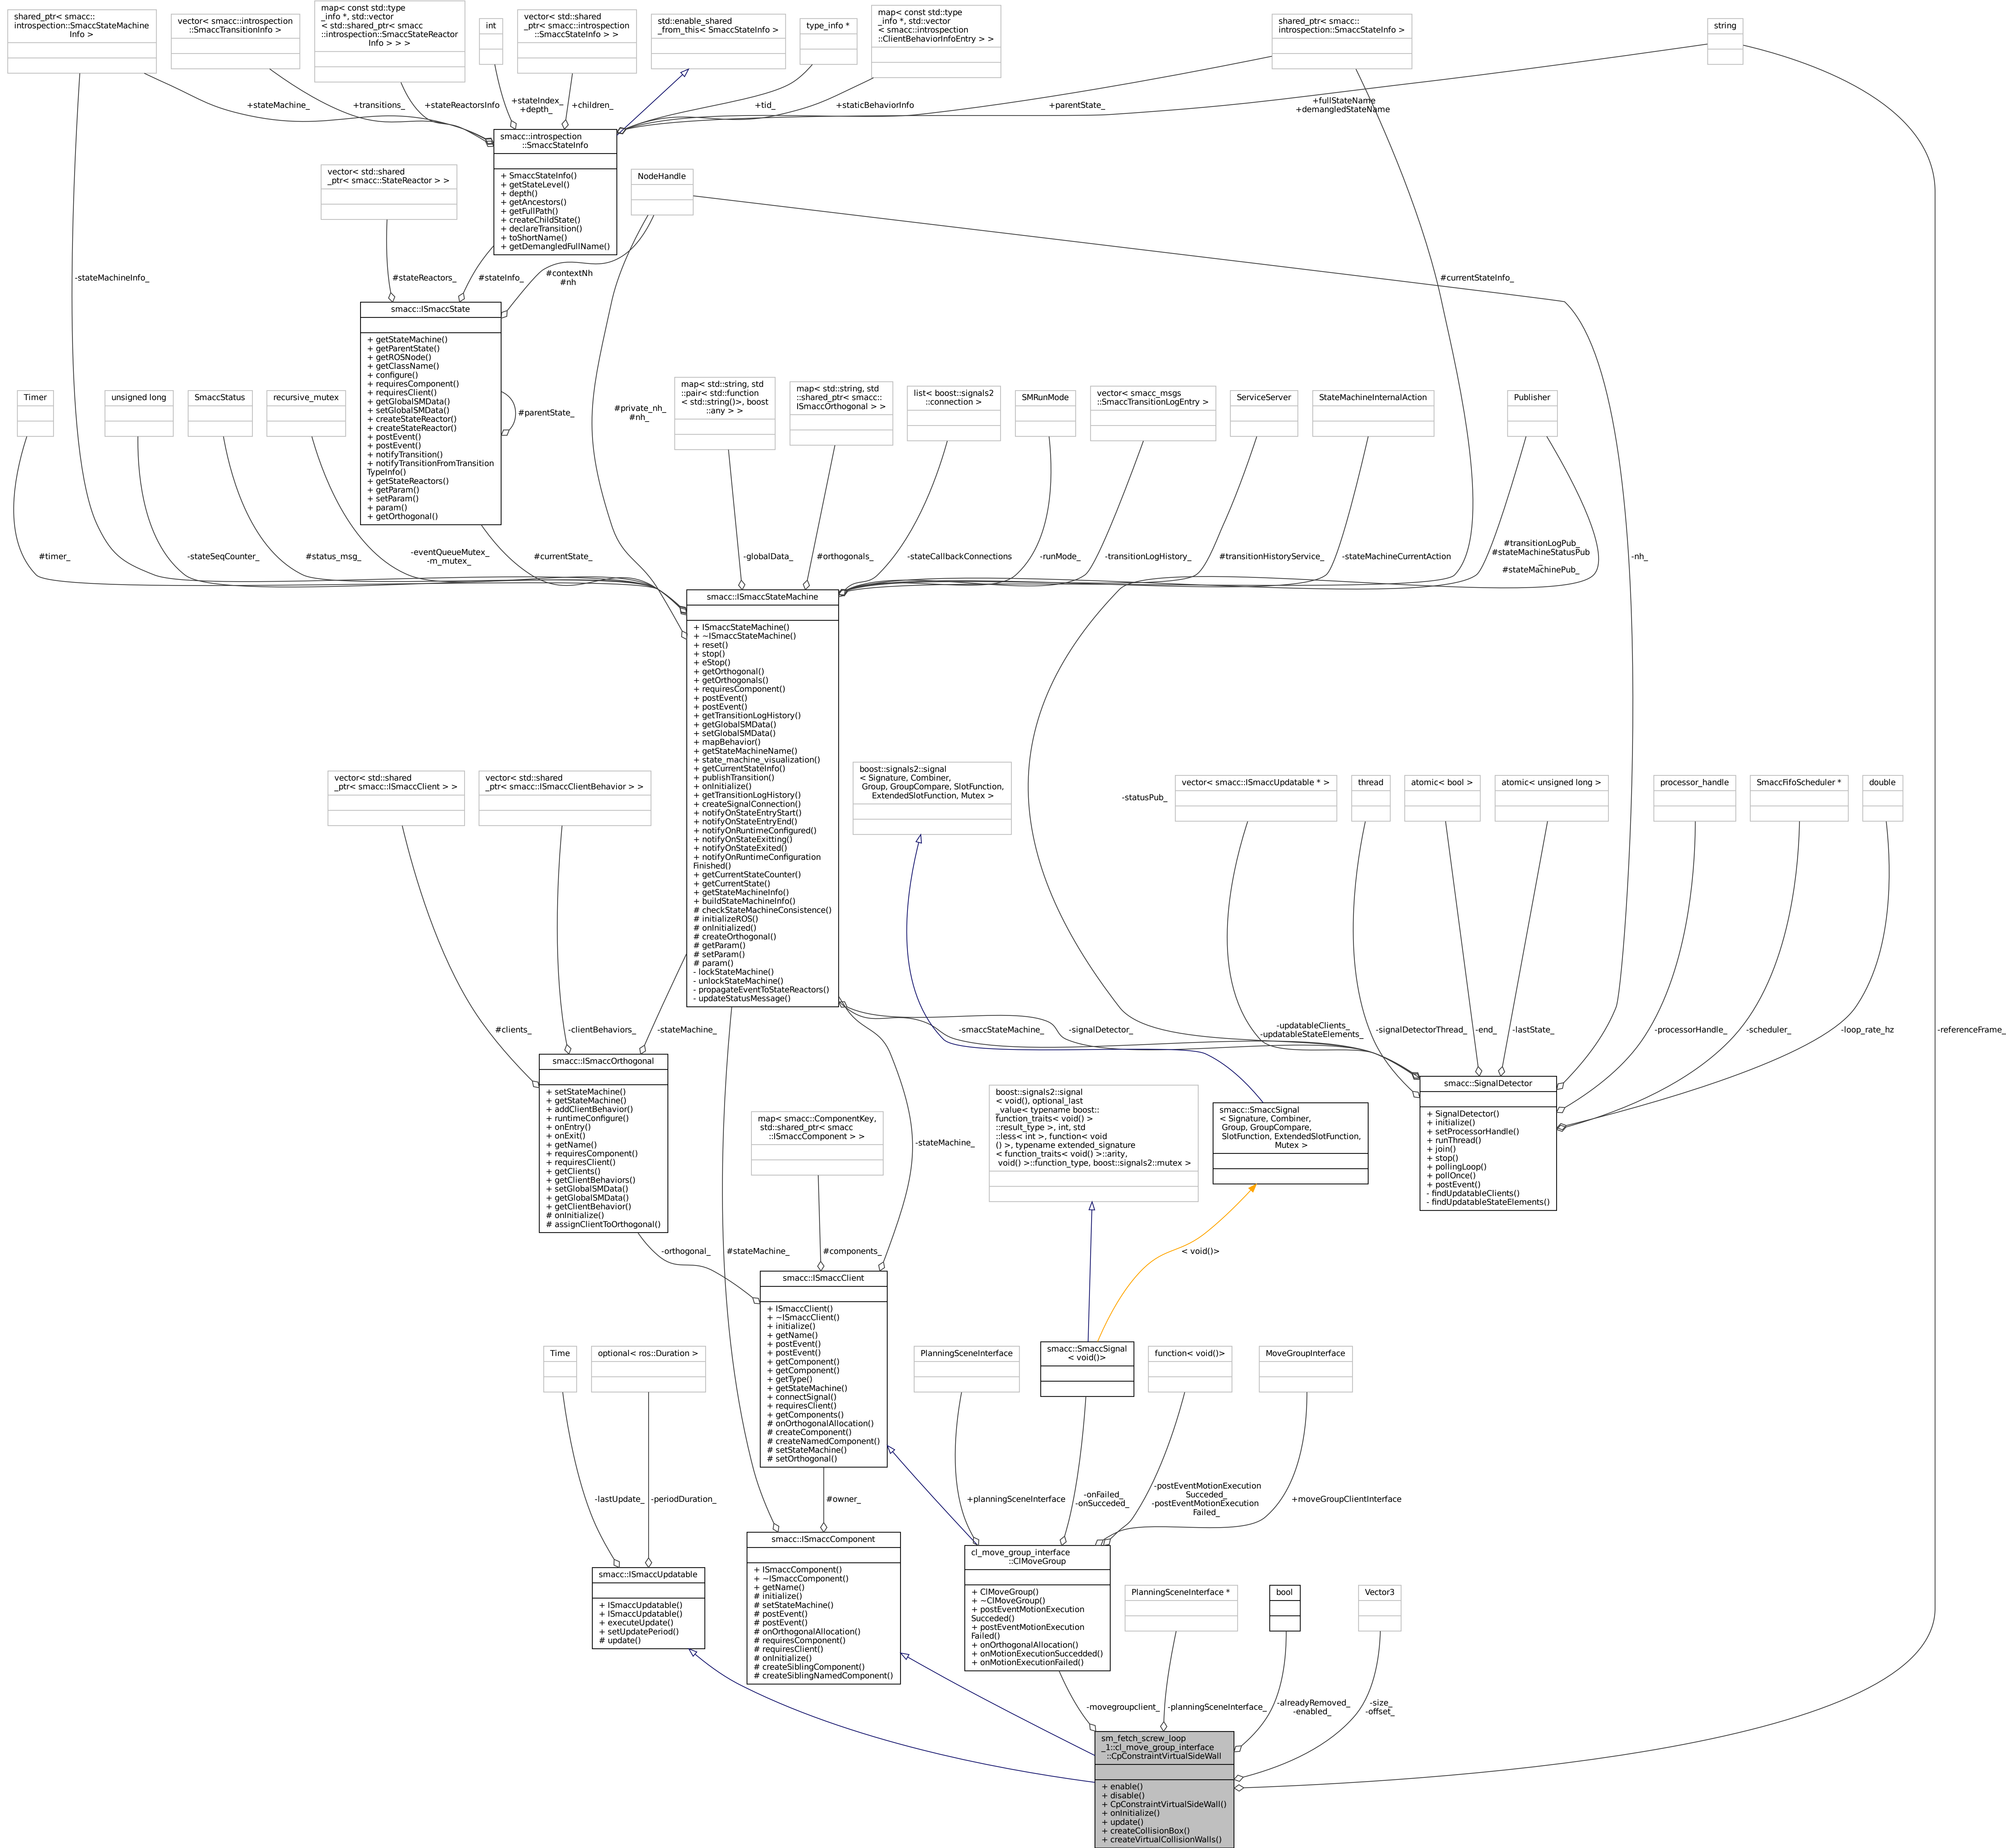 shared_ptr< smacc::
introspection::SmaccStateMachine
Info >
vector< smacc::introspection
::SmaccTransitionInfo >
map< const std::type
_info *, std::vector
< std::shared_ptr< smacc
::introspection::SmaccStateReactor
Info > > >
int
vector< std::shared
_ptr< smacc::introspection
::SmaccStateInfo > >
std::enable_shared
_from_this< SmaccStateInfo >
type_info *
map< const std::type
_info *, std::vector
< smacc::introspection
::ClientBehaviorInfoEntry > >
shared_ptr< smacc::
introspection::SmaccStateInfo >
string
+stateMachine_
+transitions_
+stateReactorsInfo
+stateIndex_
+depth_
+children_
+tid_
+staticBehaviorInfo
+parentState_
+fullStateName
+demangledStateName
smacc::introspection
::SmaccStateInfo
+ SmaccStateInfo()
+ getStateLevel()
+ depth()
+ getAncestors()
+ getFullPath()
+ createChildState()
+ declareTransition()
+ toShortName()
+ getDemangledFullName()
vector< std::shared
_ptr< smacc::StateReactor > >
NodeHandle
-stateMachineInfo_
#stateReactors_
#stateInfo_
#contextNh
#nh
#currentStateInfo_
smacc::ISmaccState
+ getStateMachine()
+ getParentState()
+ getROSNode()
+ getClassName()
+ configure()
+ requiresComponent()
+ requiresClient()
+ getGlobalSMData()
+ setGlobalSMData()
+ createStateReactor()
+ createStateReactor()
+ postEvent()
+ postEvent()
+ notifyTransition()
+ notifyTransitionFromTransition
TypeInfo()
+ getStateReactors()
+ getParam()
+ setParam()
+ param()
+ getOrthogonal()
#parentState_
Timer
unsigned long
SmaccStatus
recursive_mutex
#private_nh_
#nh_
map< std::string, std
::pair< std::function
< std::string()>, boost
::any > >
map< std::string, std
::shared_ptr< smacc::
ISmaccOrthogonal > >
list< boost::signals2
::connection >
SMRunMode
vector< smacc_msgs
::SmaccTransitionLogEntry >
ServiceServer
StateMachineInternalAction
Publisher
#timer_
-stateSeqCounter_
#status_msg_
-eventQueueMutex_
-m_mutex_
#currentState_
-globalData_
#orthogonals_
-stateCallbackConnections
-runMode_
-transitionLogHistory_
#transitionHistoryService_
-stateMachineCurrentAction
#transitionLogPub_
#stateMachineStatusPub
_
#stateMachinePub_
-nh_
smacc::ISmaccStateMachine
+ ISmaccStateMachine()
+ ~ISmaccStateMachine()
+ reset()
+ stop()
+ eStop()
+ getOrthogonal()
+ getOrthogonals()
+ requiresComponent()
+ postEvent()
+ postEvent()
+ getTransitionLogHistory()
+ getGlobalSMData()
+ setGlobalSMData()
+ mapBehavior()
+ getStateMachineName()
+ state_machine_visualization()
+ getCurrentStateInfo()
+ publishTransition()
+ onInitialize()
+ getTransitionLogHistory()
+ createSignalConnection()
+ notifyOnStateEntryStart()
+ notifyOnStateEntryEnd()
+ notifyOnRuntimeConfigured()
+ notifyOnStateExitting()
+ notifyOnStateExited()
+ notifyOnRuntimeConfiguration
Finished()
+ getCurrentStateCounter()
+ getCurrentState()
+ getStateMachineInfo()
+ buildStateMachineInfo()
# checkStateMachineConsistence()
# initializeROS()
# onInitialized()
# createOrthogonal()
# getParam()
# setParam()
# param()
- lockStateMachine()
- unlockStateMachine()
- propagateEventToStateReactors()
- updateStatusMessage()
vector< std::shared
_ptr< smacc::ISmaccClient > >
vector< std::shared
_ptr< smacc::ISmaccClientBehavior > >
boost::signals2::signal
< Signature, Combiner,
Group, GroupCompare, SlotFunction,
ExtendedSlotFunction, Mutex >
-statusPub_
vector< smacc::ISmaccUpdatable * >
thread
atomic< bool >
atomic< unsigned long >
processor_handle
SmaccFifoScheduler *
double
#clients_
-clientBehaviors_
-stateMachine_
-smaccStateMachine_
-signalDetector_
-updatableClients_
-updatableStateElements_
-signalDetectorThread_
-end_
-lastState_
-processorHandle_
-scheduler_
-loop_rate_hz
-referenceFrame_
smacc::ISmaccOrthogonal
+ setStateMachine()
+ getStateMachine()
+ addClientBehavior()
+ runtimeConfigure()
+ onEntry()
+ onExit()
+ getName()
+ requiresComponent()
+ requiresClient()
+ getClients()
+ getClientBehaviors()
+ setGlobalSMData()
+ getGlobalSMData()
+ getClientBehavior()
# onInitialize()
# assignClientToOrthogonal()
map< smacc::ComponentKey,
std::shared_ptr< smacc
::ISmaccComponent > >
-stateMachine_
boost::signals2::signal
< void(), optional_last
_value< typename boost::
function_traits< void() >
::result_type >, int, std
::less< int >, function< void
() >, typename extended_signature
< function_traits< void() >::arity,
void() >::function_type, boost::signals2::mutex >
smacc::SmaccSignal
< Signature, Combiner,
Group, GroupCompare,
SlotFunction, ExtendedSlotFunction,
Mutex >
smacc::SignalDetector
+ SignalDetector()
+ initialize()
+ setProcessorHandle()
+ runThread()
+ join()
+ stop()
+ pollingLoop()
+ pollOnce()
+ postEvent()
- findUpdatableClients()
- findUpdatableStateElements()
-orthogonal_
#stateMachine_
#components_
< void()>
smacc::ISmaccClient
+ ISmaccClient()
+ ~ISmaccClient()
+ initialize()
+ getName()
+ postEvent()
+ postEvent()
+ getComponent()
+ getComponent()
+ getType()
+ getStateMachine()
+ connectSignal()
+ requiresClient()
+ getComponents()
# onOrthogonalAllocation()
# createComponent()
# createNamedComponent()
# setStateMachine()
# setOrthogonal()
Time
optional< ros::Duration >
PlanningSceneInterface
smacc::SmaccSignal
< void()>
function< void()>
MoveGroupInterface
-lastUpdate_
-periodDuration_
#owner_
+planningSceneInterface
-onFailed_
-onSucceded_
-postEventMotionExecution
Succeded_
-postEventMotionExecution
Failed_
+moveGroupClientInterface
smacc::ISmaccUpdatable
+ ISmaccUpdatable()
+ ISmaccUpdatable()
+ executeUpdate()
+ setUpdatePeriod()
# update()
smacc::ISmaccComponent
+ ISmaccComponent()
+ ~ISmaccComponent()
+ getName()
# initialize()
# setStateMachine()
# postEvent()
# postEvent()
# onOrthogonalAllocation()
# requiresComponent()
# requiresClient()
# onInitialize()
# createSiblingComponent()
# createSiblingNamedComponent()
cl_move_group_interface
::ClMoveGroup
+ ClMoveGroup()
+ ~ClMoveGroup()
+ postEventMotionExecution
Succeded()
+ postEventMotionExecution
Failed()
+ onOrthogonalAllocation()
+ onMotionExecutionSuccedded()
+ onMotionExecutionFailed()
PlanningSceneInterface *
bool
Vector3
-movegroupclient_
-planningSceneInterface_
-alreadyRemoved_
-enabled_
-size_
-offset_
sm_fetch_screw_loop
_1::cl_move_group_interface
::CpConstraintVirtualSideWall
+ enable()
+ disable()
+ CpConstraintVirtualSideWall()
+ onInitialize()
+ update()
+ createCollisionBox()
+ createVirtualCollisionWalls()